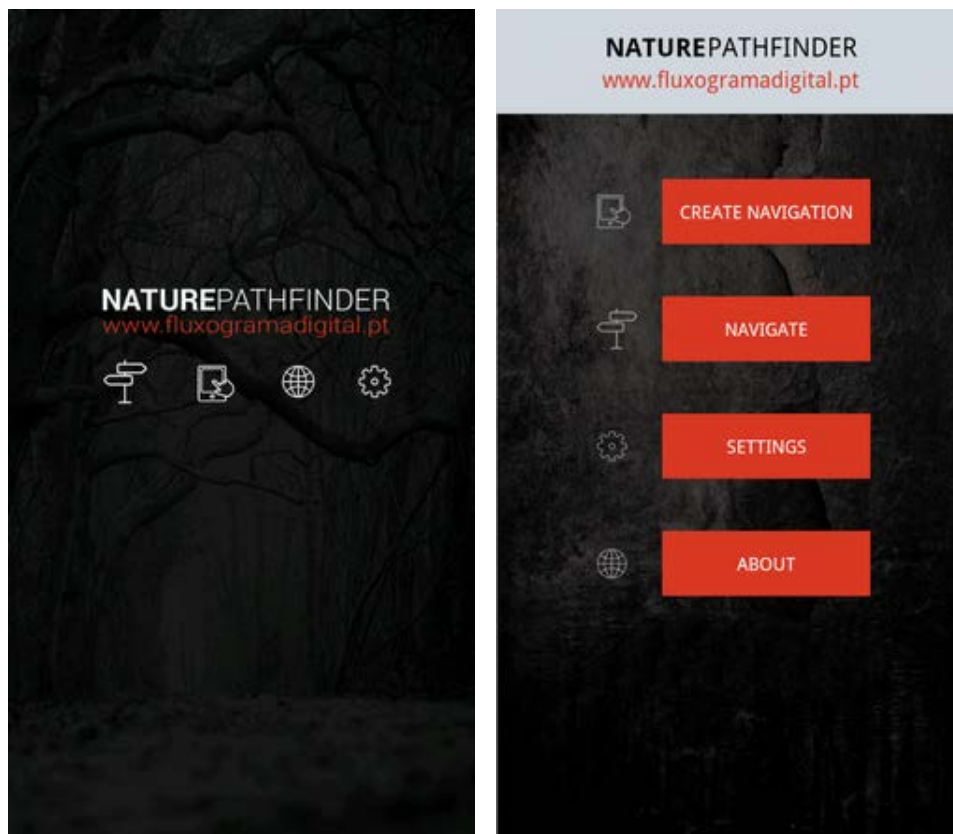 NATUREPATHFINDER
www.fluxogramadigital.pt
NATUREPATHFINDER
www.fluxogramadigital.pt
CREATE NAVIGATION
NAVIGATE
SETTINGS
ABOUT